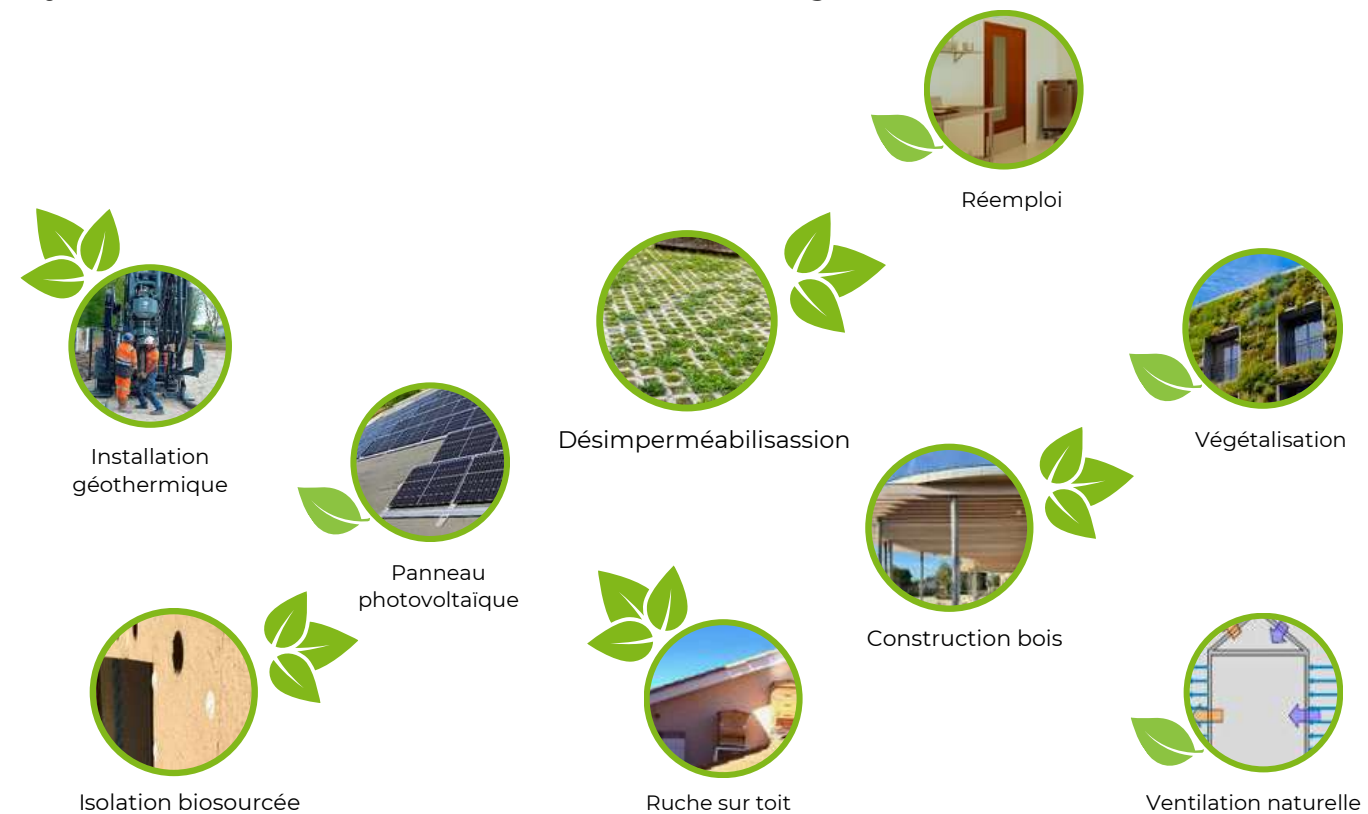 Réemploi
Installation
géothermique
Désimperméabilisassion
Végétalisation
Panneau
photovoltaïque
Construction bois
Isolation biosourcée
Ruche sur toit
Ventilation naturelle